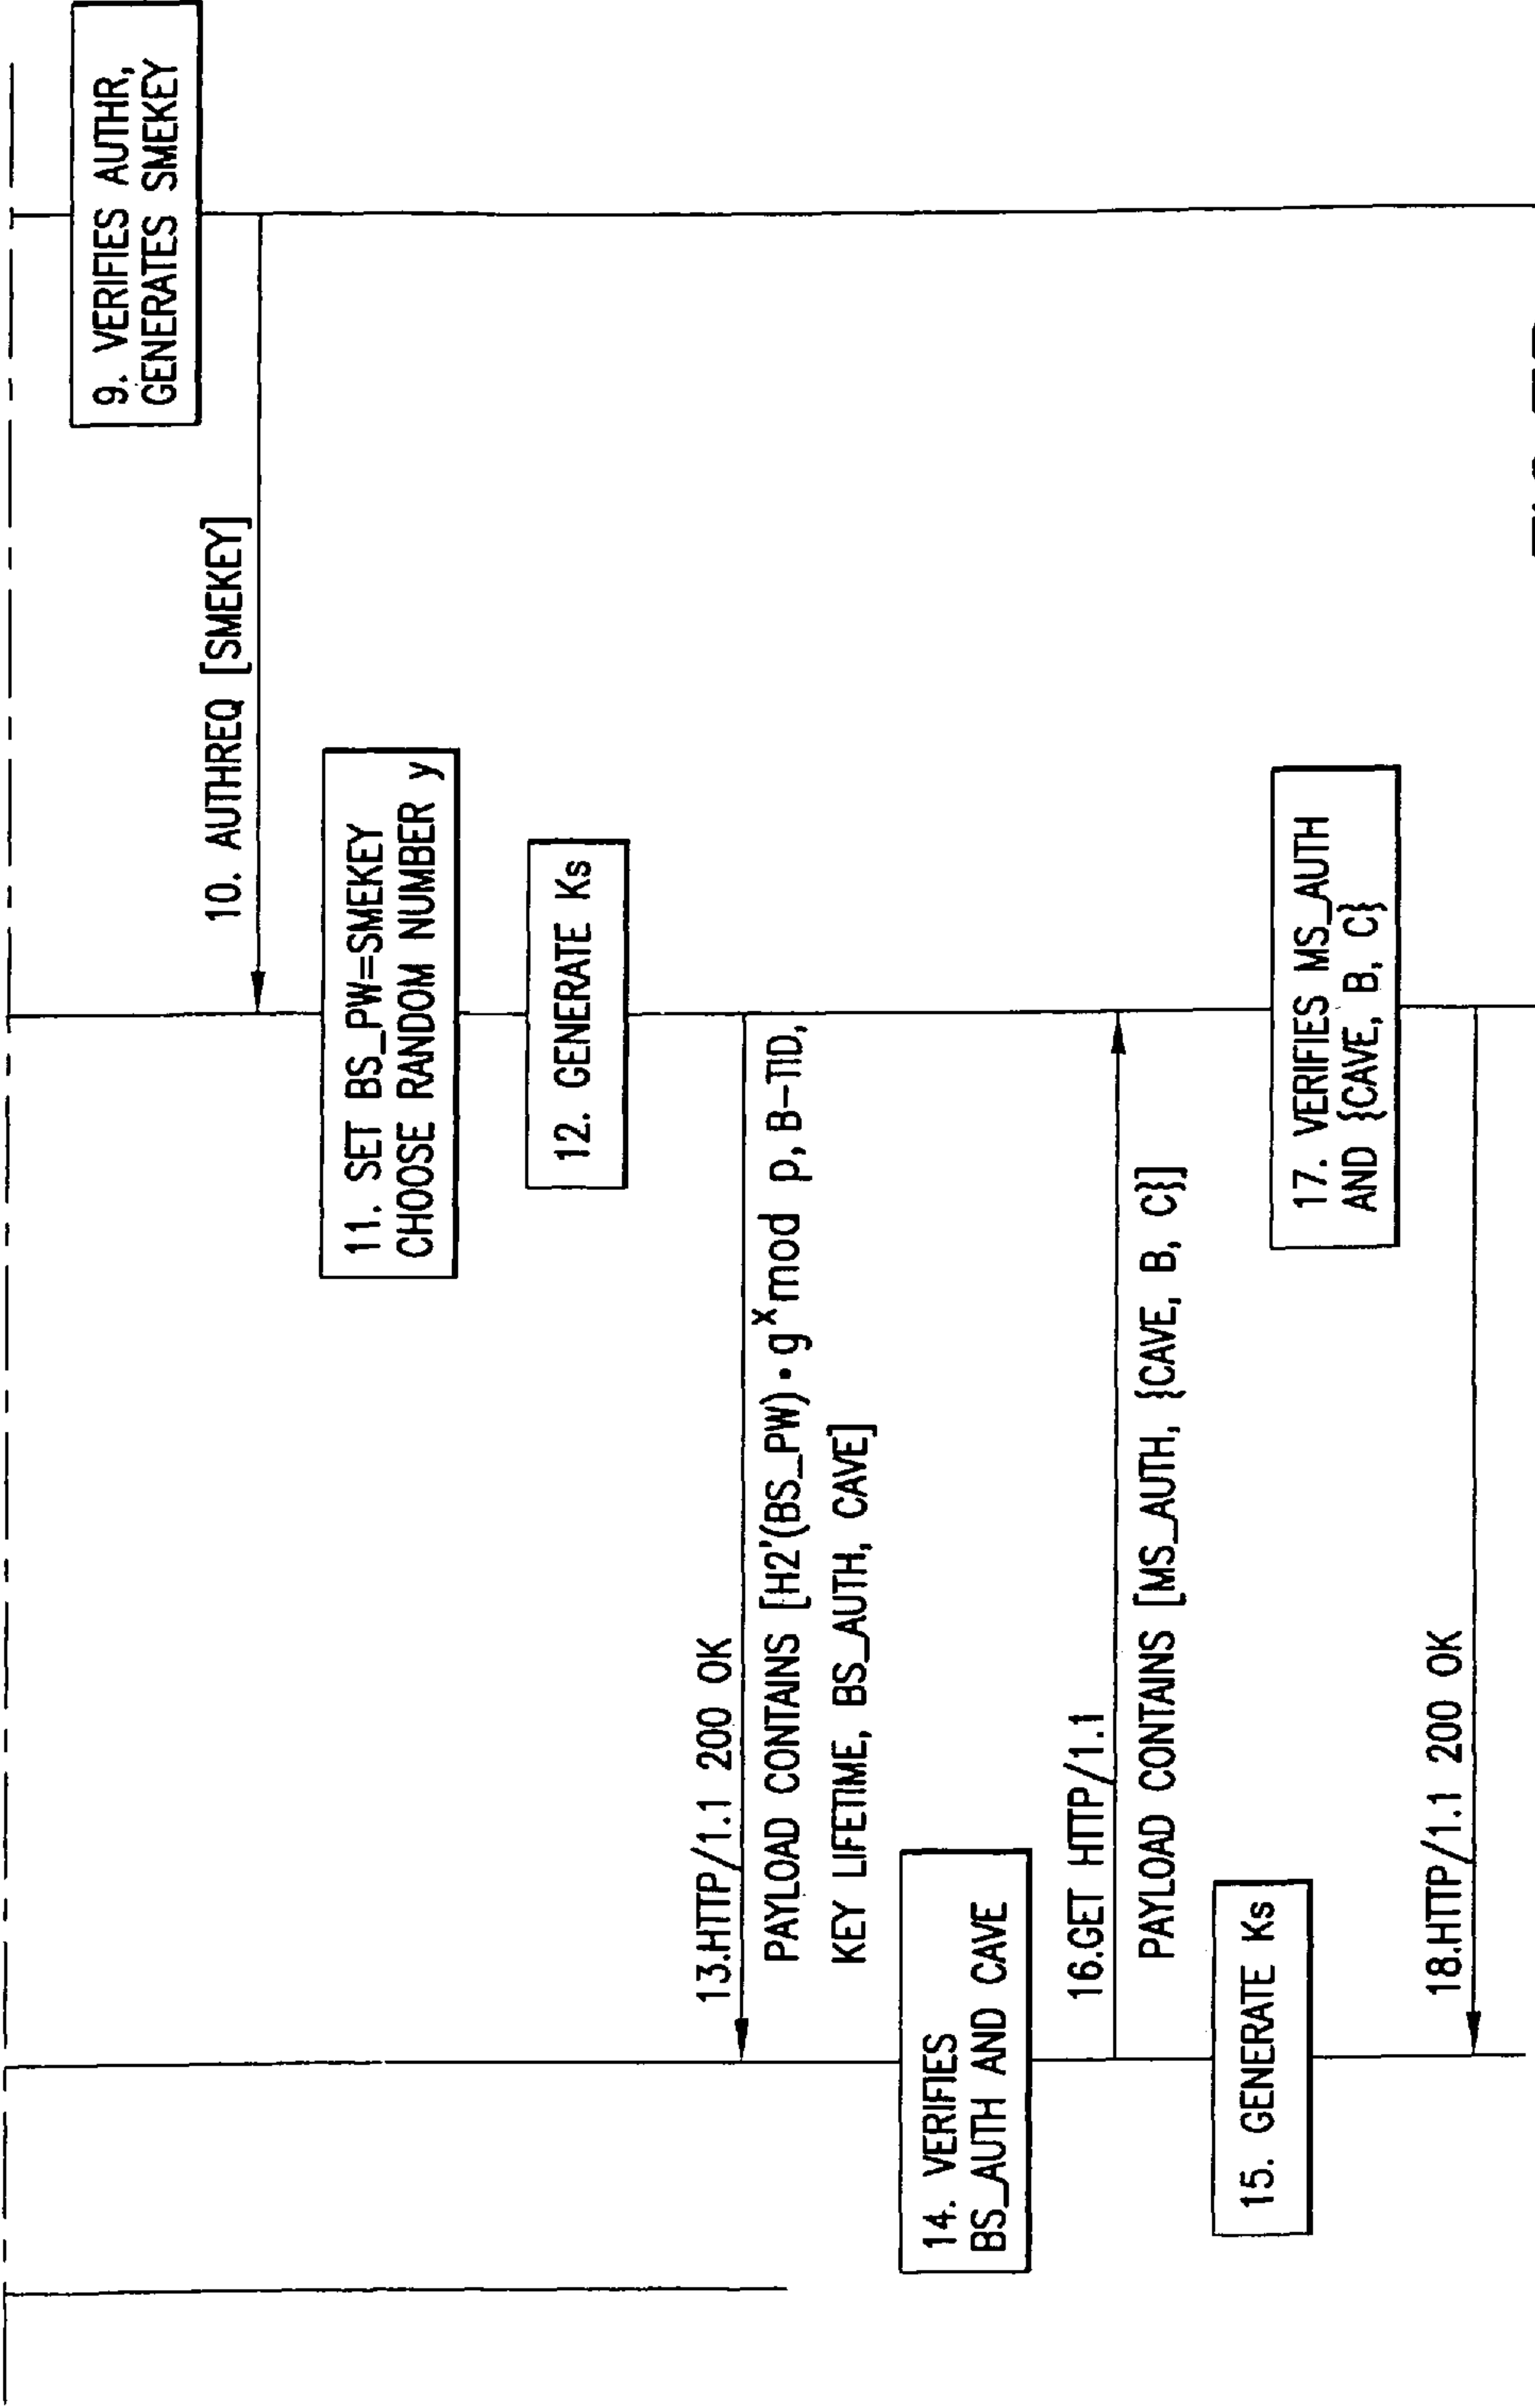 9. VERIFIES AUTHR,
GENERATES SMEKEY
10. AUTHREQ [SMEKEY]
11. SET BS_PW=SMEKEY
CHOOSE RANDOM NUMBER y
12. GENERATE Ks
13.HTTP/1.1 200 OK
PAYLOAD CONTAINS [H2'(BS_PW)•gˣmod p, B-TID,
KEY LIFETIME, BS_AUTH, CAVE]
14. VERIFIES
BS_AUTH AND CAVE
16.GET HTTP/1.1
PAYLOAD CONTAINS [MS_AUTH, {CAVE, B, C}]
15. GENERATE Ks
17. VERIFIES MS_AUTH
AND {CAVE, B, C}
18.HTTP/1.1 200 OK